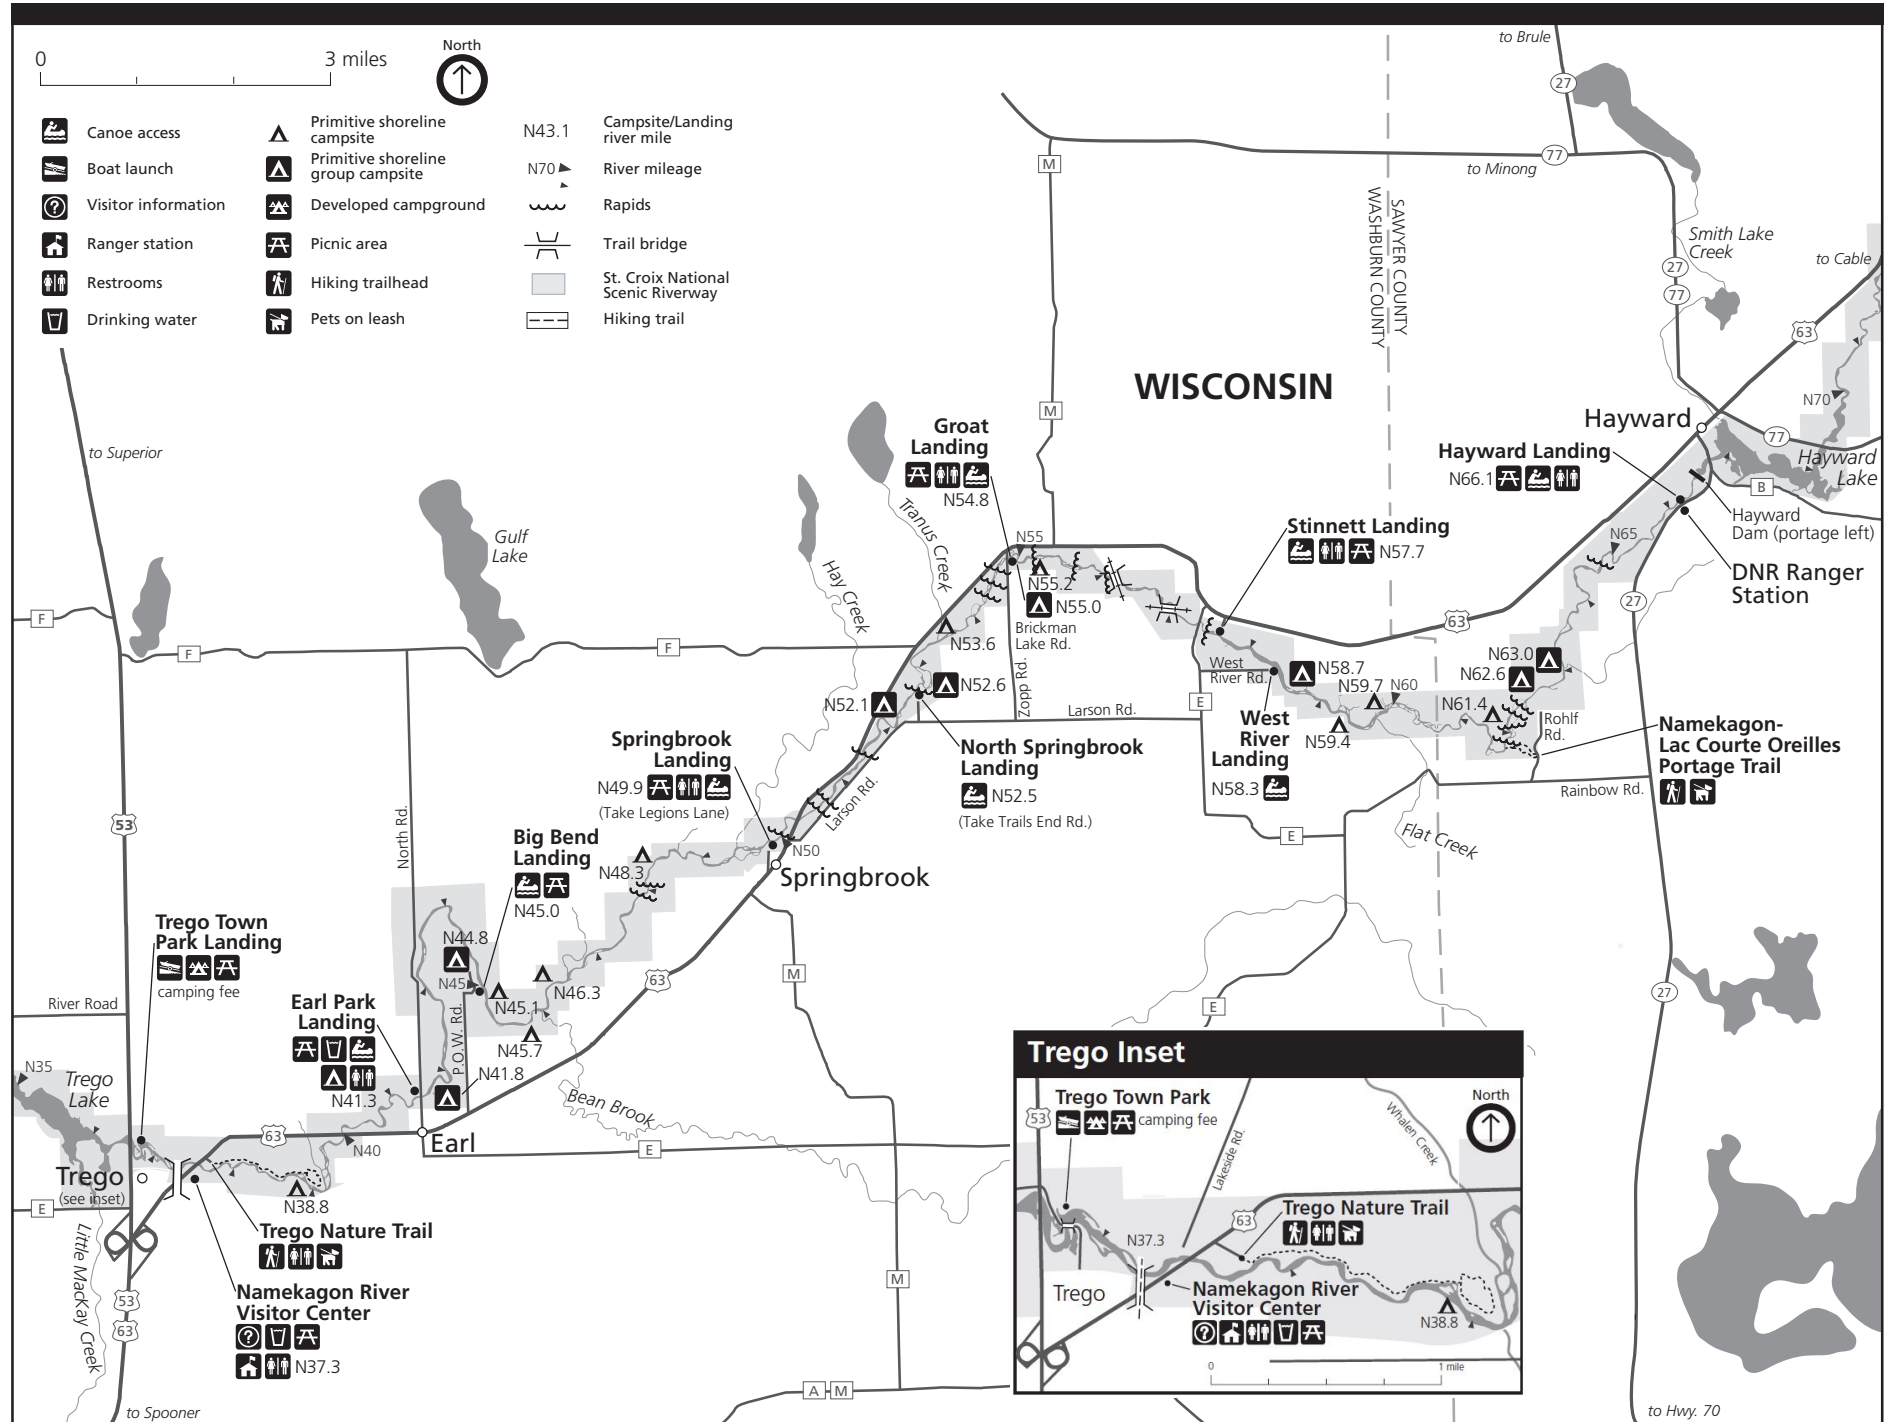 0
3 miles
North
Canoe access
Boat launch
Visitor information
Ranger station
Restrooms
Drinking water
Primitive shoreline
campsite
Primitive shoreline
group campsite
Developed campground
Picnic area
Hiking trailhead
Pets on leash
N43.1
Campsite/Landing
river mile
N70
River mileage
Rapids
Trail bridge
St. Croix National
Scenic Riverway
Hiking trail
to Brule
27
77
to Minong
M
SAWYER COUNTY
WASHBURN COUNTY
Smith Lake
Creek
27
77
to Cable
63
WISCONSIN
M
N70
Hayward
77
Hayward
Lake
Hayward Landing
N66.1
B
Hayward
Dam (portage left)
N65
DNR Ranger
Station
27
to Superior
Gulf
Lake
Groat
Landing
N54.8
Tranus Creek
Hay Creek
N55
N55.2
N55.0
Brickman
Lake Rd.
Zopp Rd.
Stinnett Landing
N57.7
63
F
F
F
N53.6
N52.6
N52.1
Larson Rd.
West
River Rd.
E
N58.7
N59.7
N60
N59.4
N61.4
N63.0
N62.6
Rohlf
Rd.
West
River
Landing
N58.3
Namekagon-
Lac Courte Oreilles
Portage Trail
Rainbow Rd.
Springbrook
Landing
N49.9
(Take Legions Lane)
North Springbrook
Landing
N52.5
(Take Trails End Rd.)
Larson Rd.
E
Flat Creek
53
North Rd.
Big Bend
Landing
N45.0
N48.3
N50
Springbrook
Trego Town
Park Landing
camping fee
N44.8
N45
N45.1
N46.3
N45.7
63
M
E
27
River Road
Earl Park
Landing
N41.3
P.O.W. Rd.
N41.8
N35
Trego
Lake
63
N40
Earl
Bean Brook
E
Trego
(see inset)
E
N38.8
Trego Nature Trail
Little MacKay Creek
Namekagon River
Visitor Center
N37.3
53
63
M
A
M
to Spooner
to Hwy. 70
Trego Inset
Trego Town Park
camping fee
53
Lakeside Rd.
Whalen Creek
North
63
Trego Nature Trail
N37.3
Trego
Namekagon River
Visitor Center
N38.8
0
1 mile